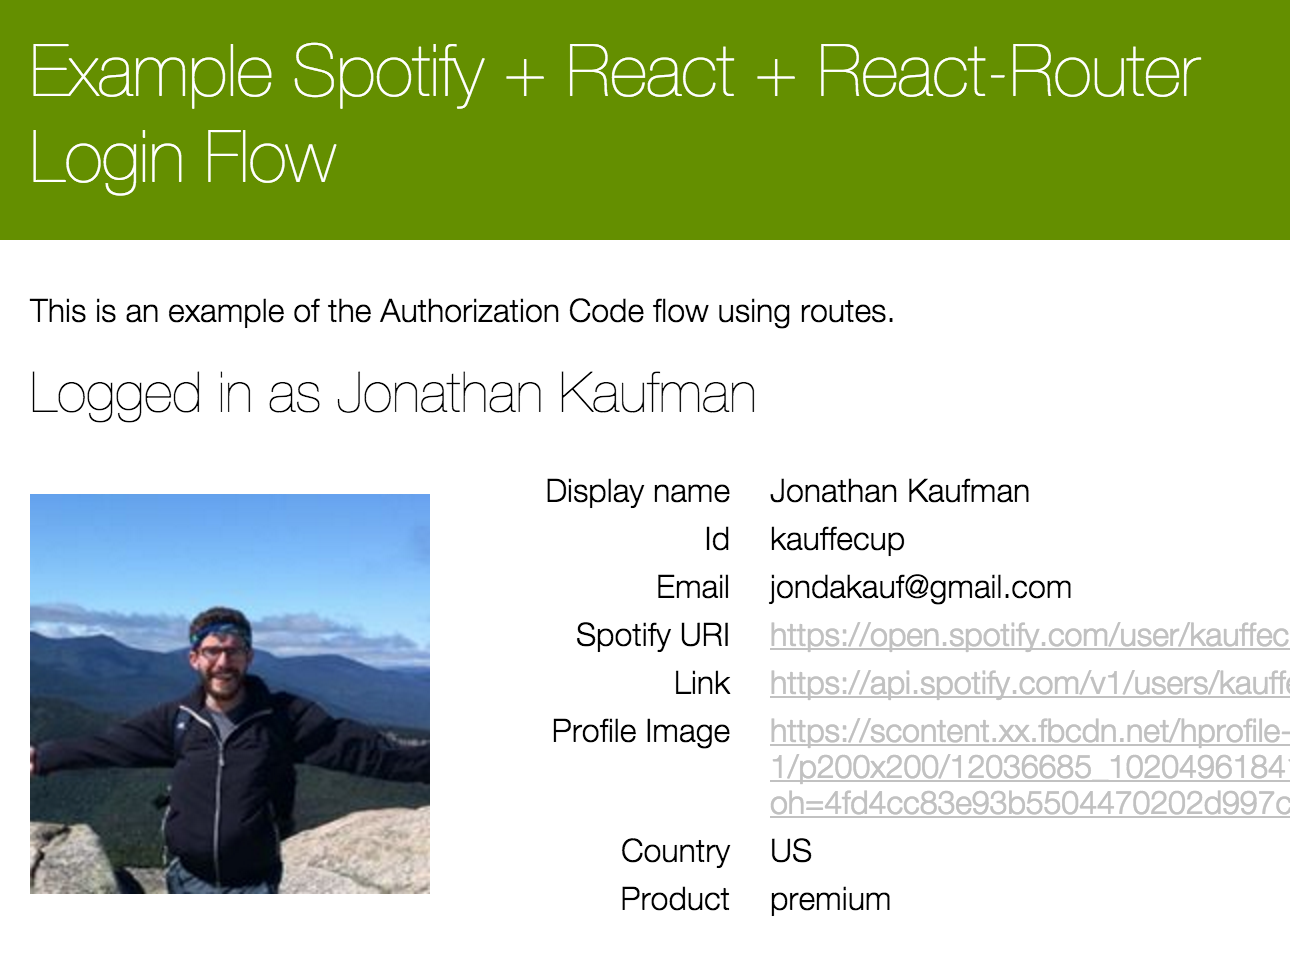 Example Spotify + React + React-Router
Login Flow
This is an example of the Authorization Code flow using routes.
Logged in as Jonathan Kaufman
Display name Jonathan Kaufman
Id kauffecup
Email jondakauf@gmail.com
Spotify URI https://open.spotify.com/user/kauffec
Link https://api.spotify.com/v1/users/kauffe
Profile Image https://scontent.xx.fbcdn.net/hprofile-
1/p200x200/12036685_1020496184
oh=4fd4cc83e93b5504470202d997c
Country US
Product premium